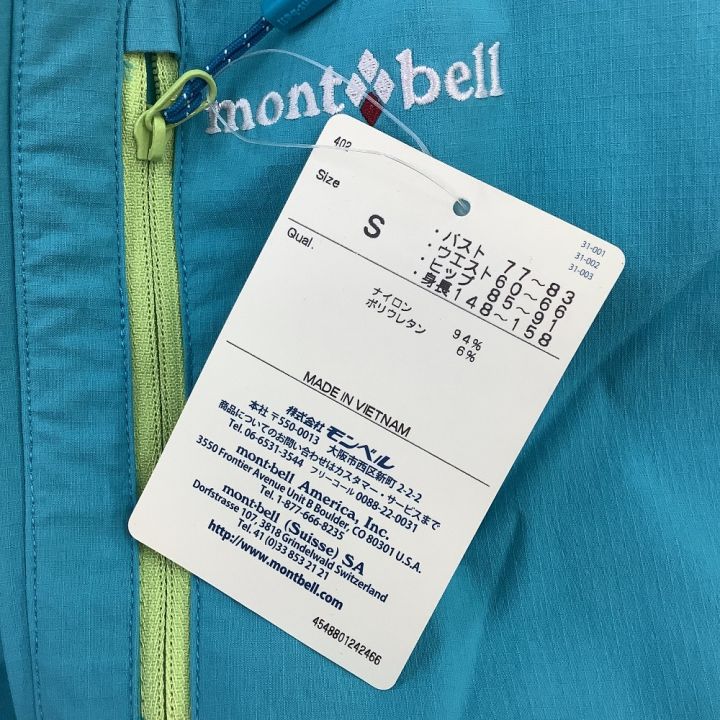 mont bell
402
Size
S
・バスト 77～83
・ウエスト 60～66
・ヒップ 85～91
・身長 148～158
31-001
31-002
31-003
Qual.
ナイロン 94%
ポリウレタン 6%
MADE IN VIETNAM
株式会社 モンベル
本社 〒550-0013 大阪市西区新町2-2-2
商品についてのお問い合わせはカスタマー・サービスまで
Tel. 06-6531-3544 フリーコール 0088-22-0031
mont-bell America, Inc.
3550 Frontier Avenue Unit B Boulder, CO 80301 U.S.A.
Tel. 1-877-666-8235
mont-bell (Suisse) SA
Dorfstrasse 107, 3818 Grindelwald Switzerland
Tel. 41 (0)33 853 21 21
http://www.montbell.com
4548801242466